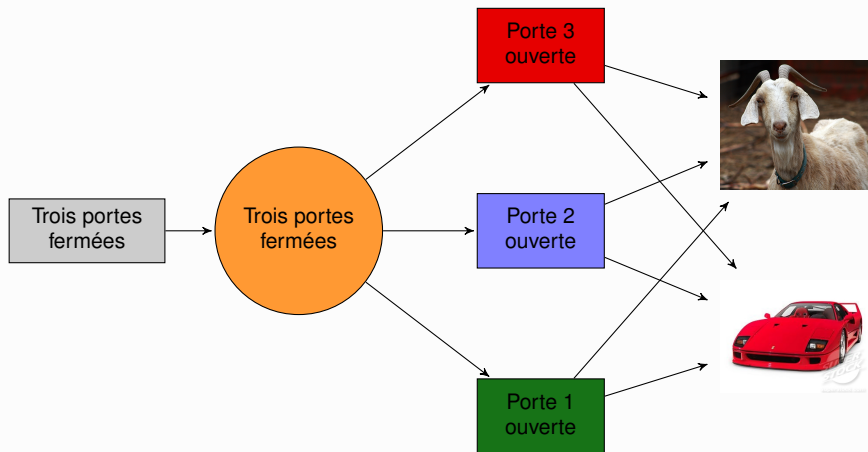 Trois portes
fermées
Trois portes
fermées
Porte 3
ouverte
Porte 2
ouverte
Porte 1
ouverte